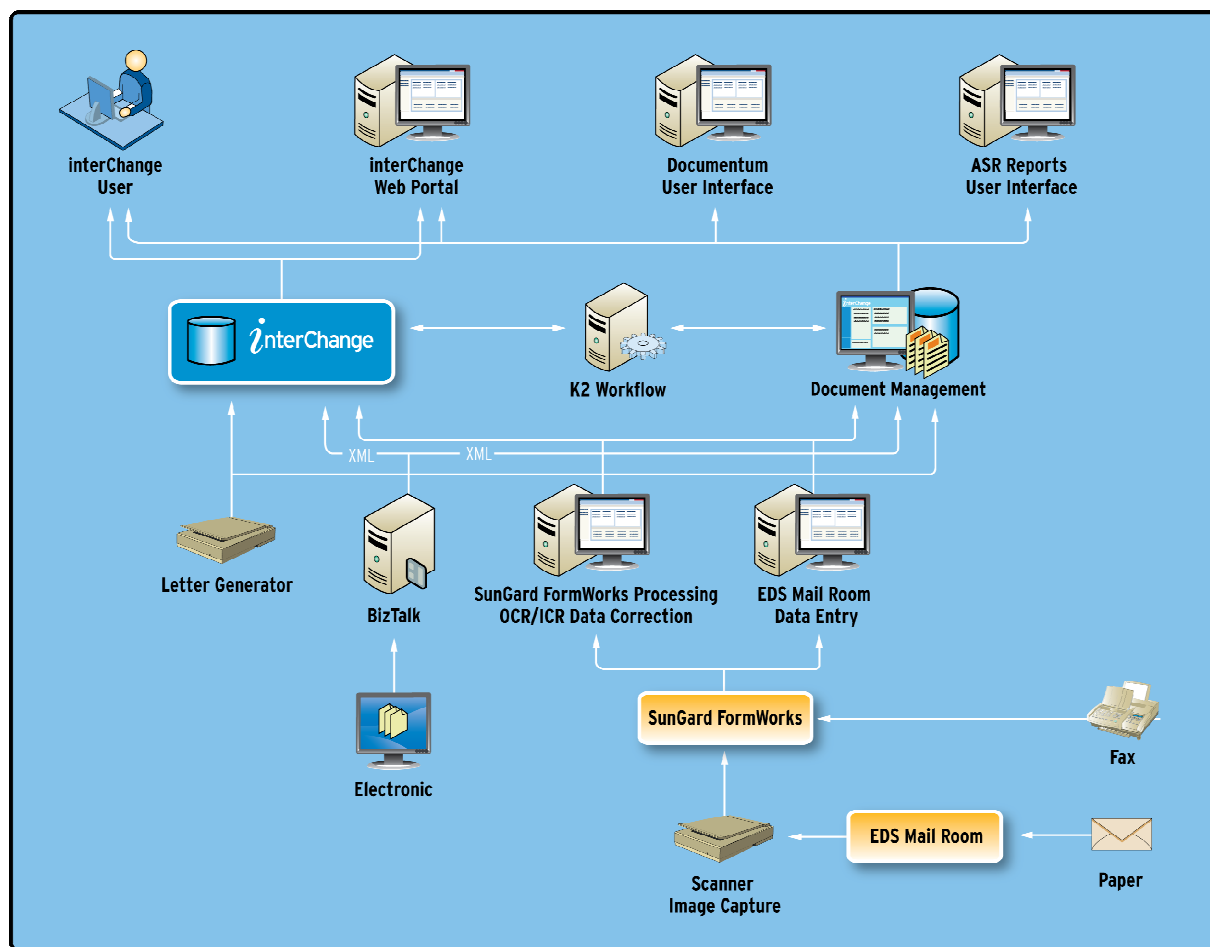 interChange
User
interChange
Web Portal
Documentum
User Interface
ASR Reports
User Interface
interChange
K2 Workflow
interChange
Document Management
XML
XML
Letter Generator
BizTalk
SunGard FormWorks Processing
OCR/ICR Data Correction
EDS Mail Room
Data Entry
Electronic
SunGard FormWorks
Fax
Scanner
Image Capture
EDS Mail Room
Paper